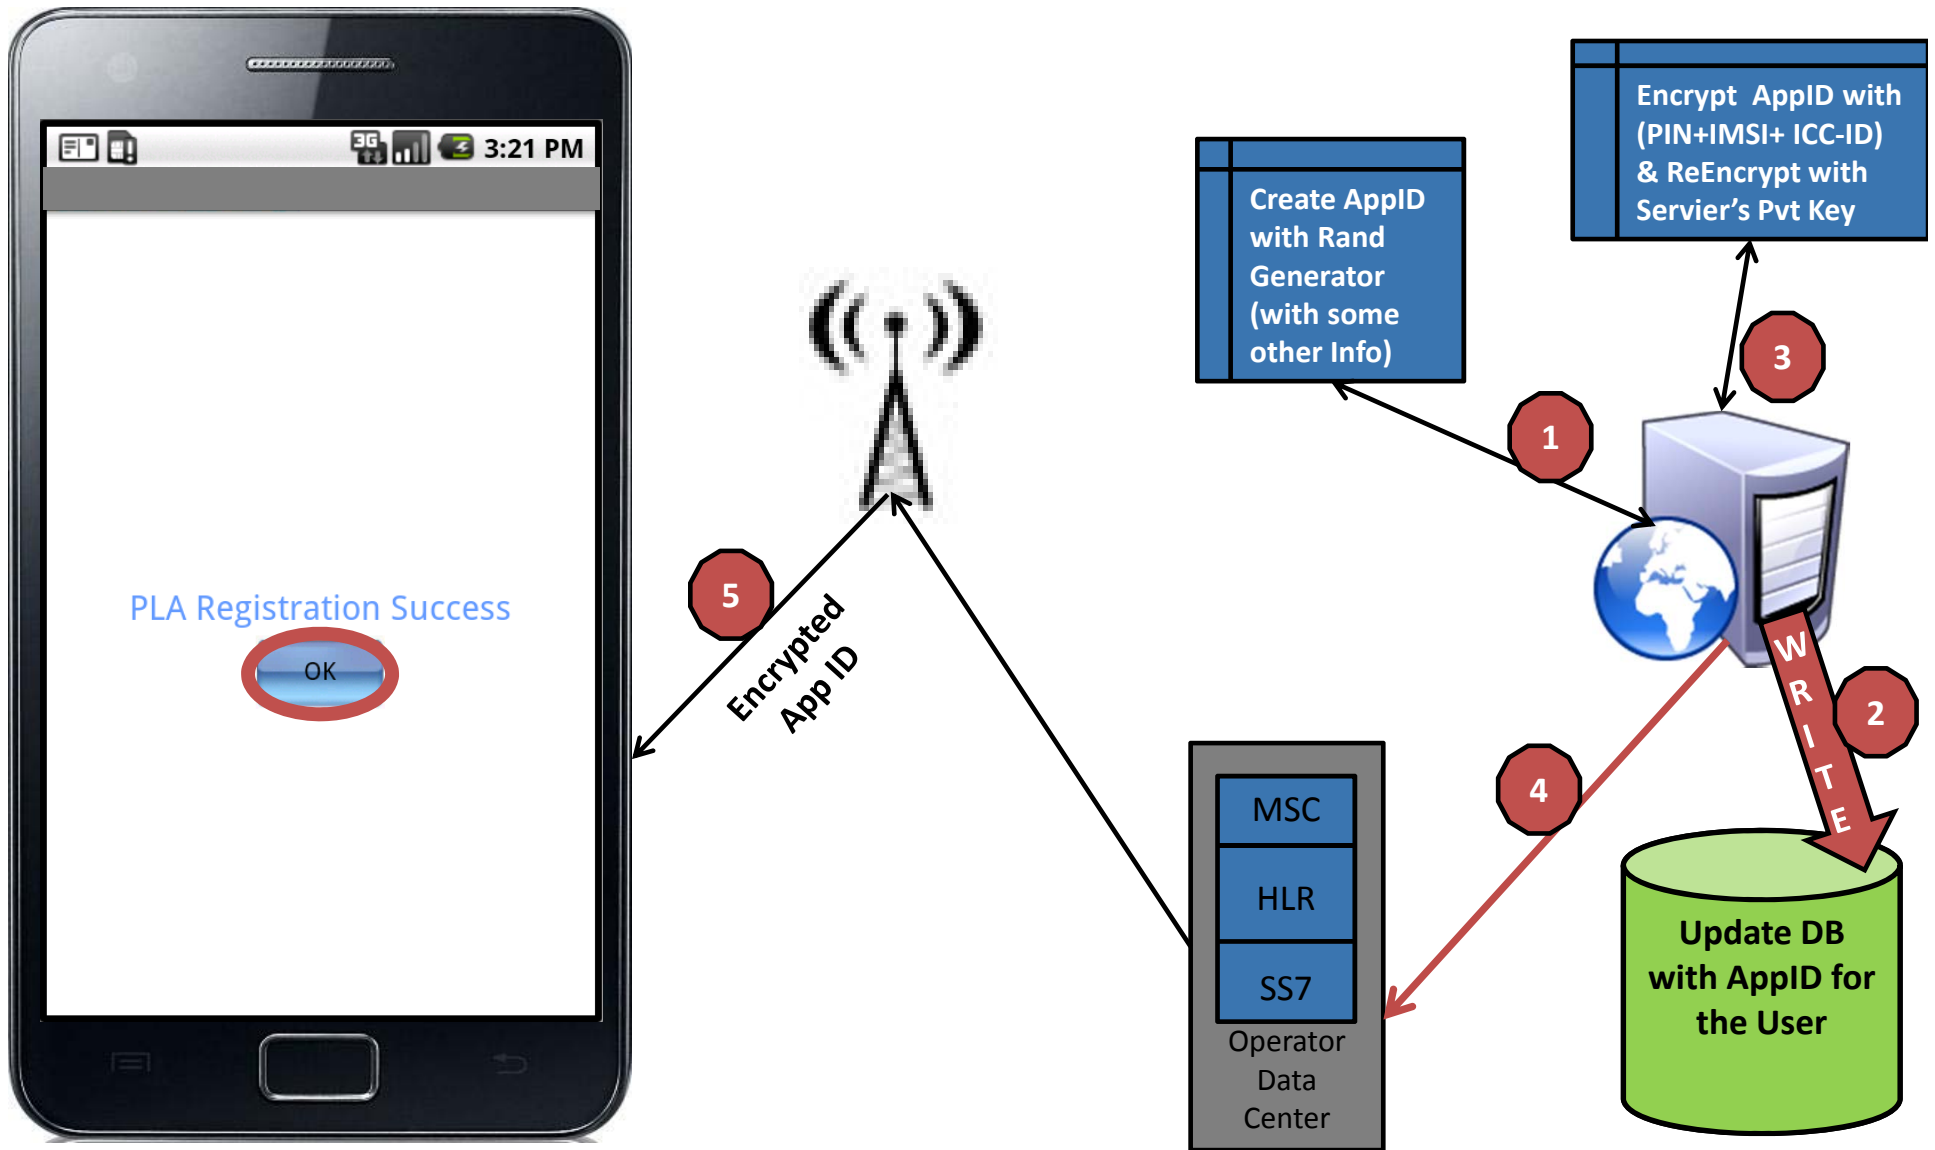 3G
3:21 PM
PLA Registration Success
OK
5
Encrypted
App ID
Create AppID
with Rand
Generator
(with some
other Info)
Encrypt AppID with
(PIN+IMSI+ ICC-ID)
& ReEncrypt with
Servier's Pvt Key
3
1
WRITE
2
4
MSC
HLR
SS7
Operator
Data
Center
Update DB
with AppID for
the User